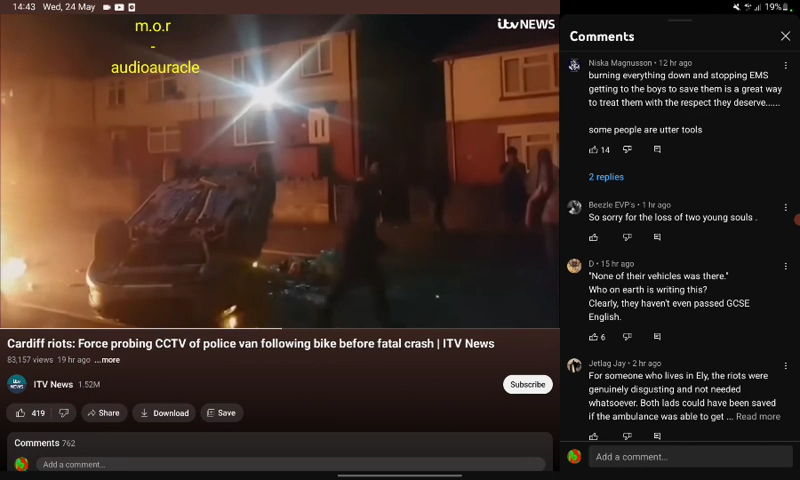 14:43 Wed, 24 May
19%
m.o.r
-
audioauracle
itv NEWS
Cardiff riots: Force probing CCTV of police van following bike before fatal crash | ITV News
83,157 views 19 hr ago ...more
ITV News 1.52M
Subscribe
419
Share
Download
Save
Comments 762
Add a comment...
Comments
Niska Magnusson • 12 hr ago
burning everything down and stopping EMS
getting to the boys to save them is a great way
to treat them with the respect they deserve......
some people are utter tools
14
2 replies
Beezle EVP's • 1 hr ago
So sorry for the loss of two young souls .
D • 15 hr ago
"None of their vehicles was there."
Who on earth is writing this?
Clearly, they haven't even passed GCSE
English.
6
Jetlag Jay • 2 hr ago
For someone who lives in Ely, the riots were
genuinely disgusting and not needed
whatsoever. Both lads could have been saved
if the ambulance was able to get ... Read more
Add a comment...